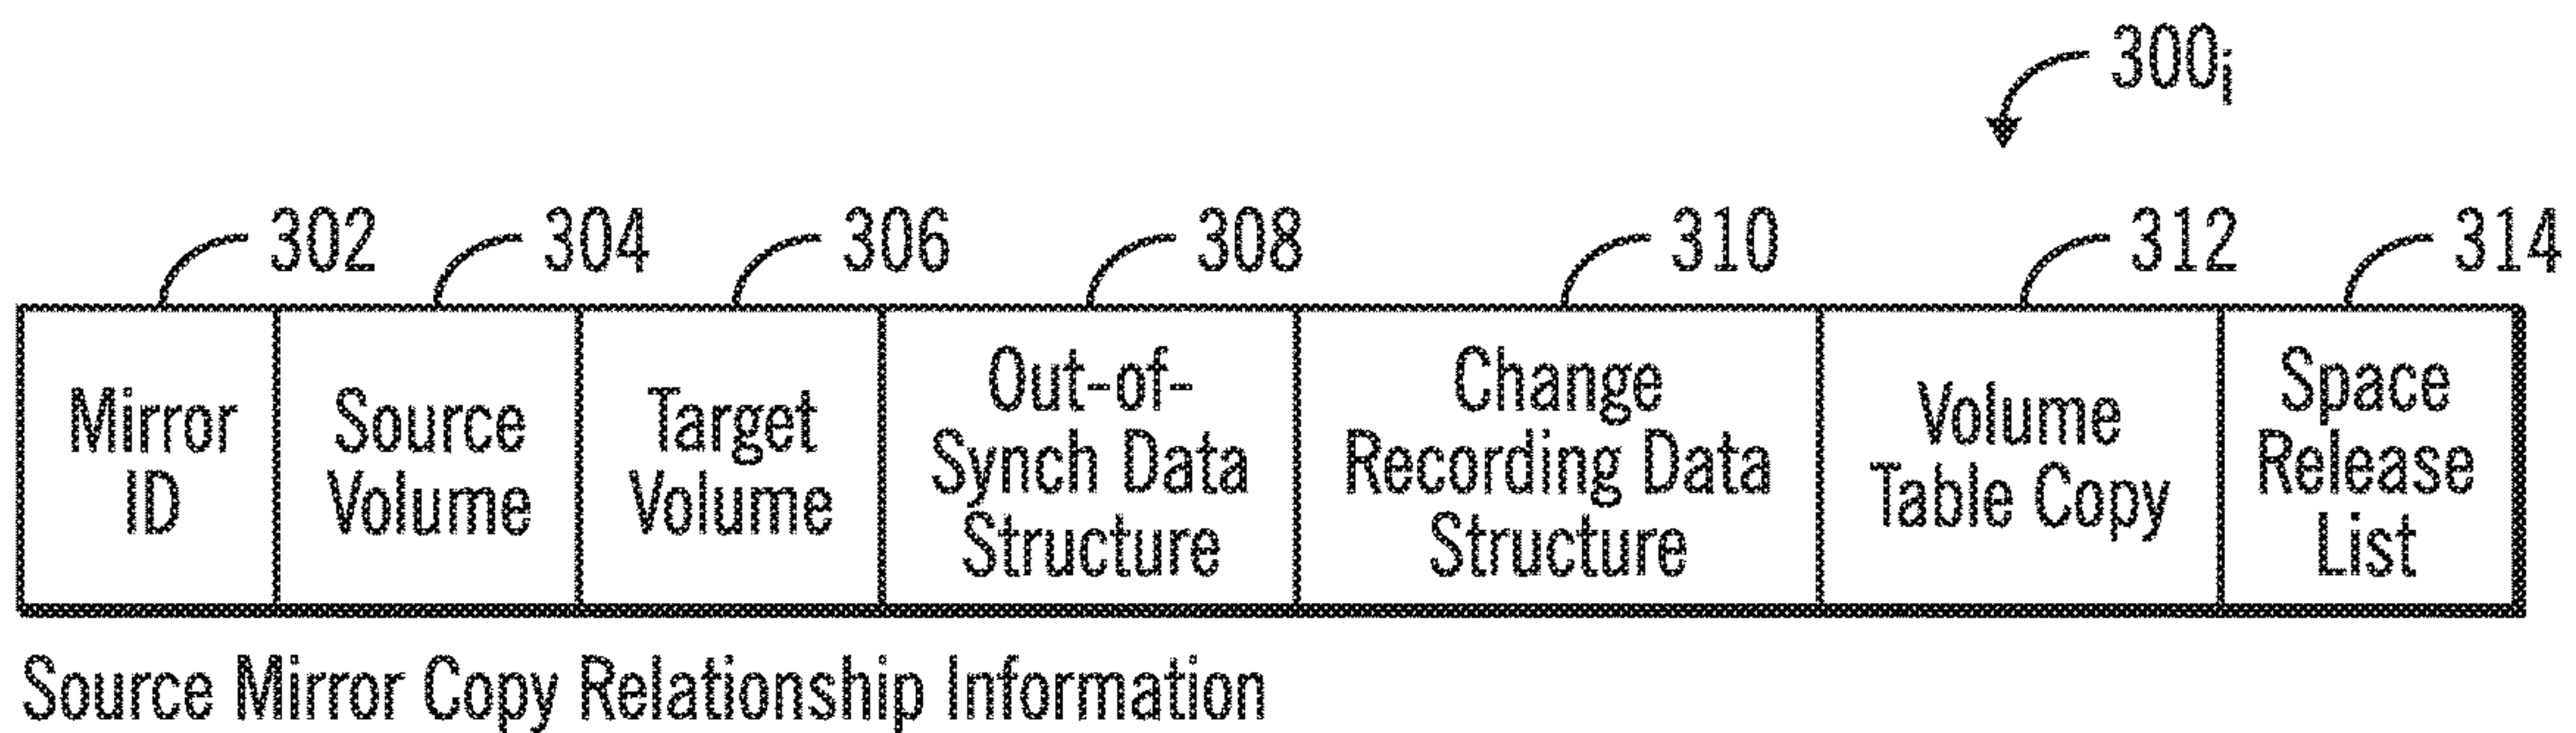 300i
302 304 306 308 310 312 314
Mirror
ID
Source
Volume
Target
Volume
Out-of-
Synch Data
Structure
Change
Recording Data
Structure
Volume
Table Copy
Space
Release
List
Source Mirror Copy Relationship Information